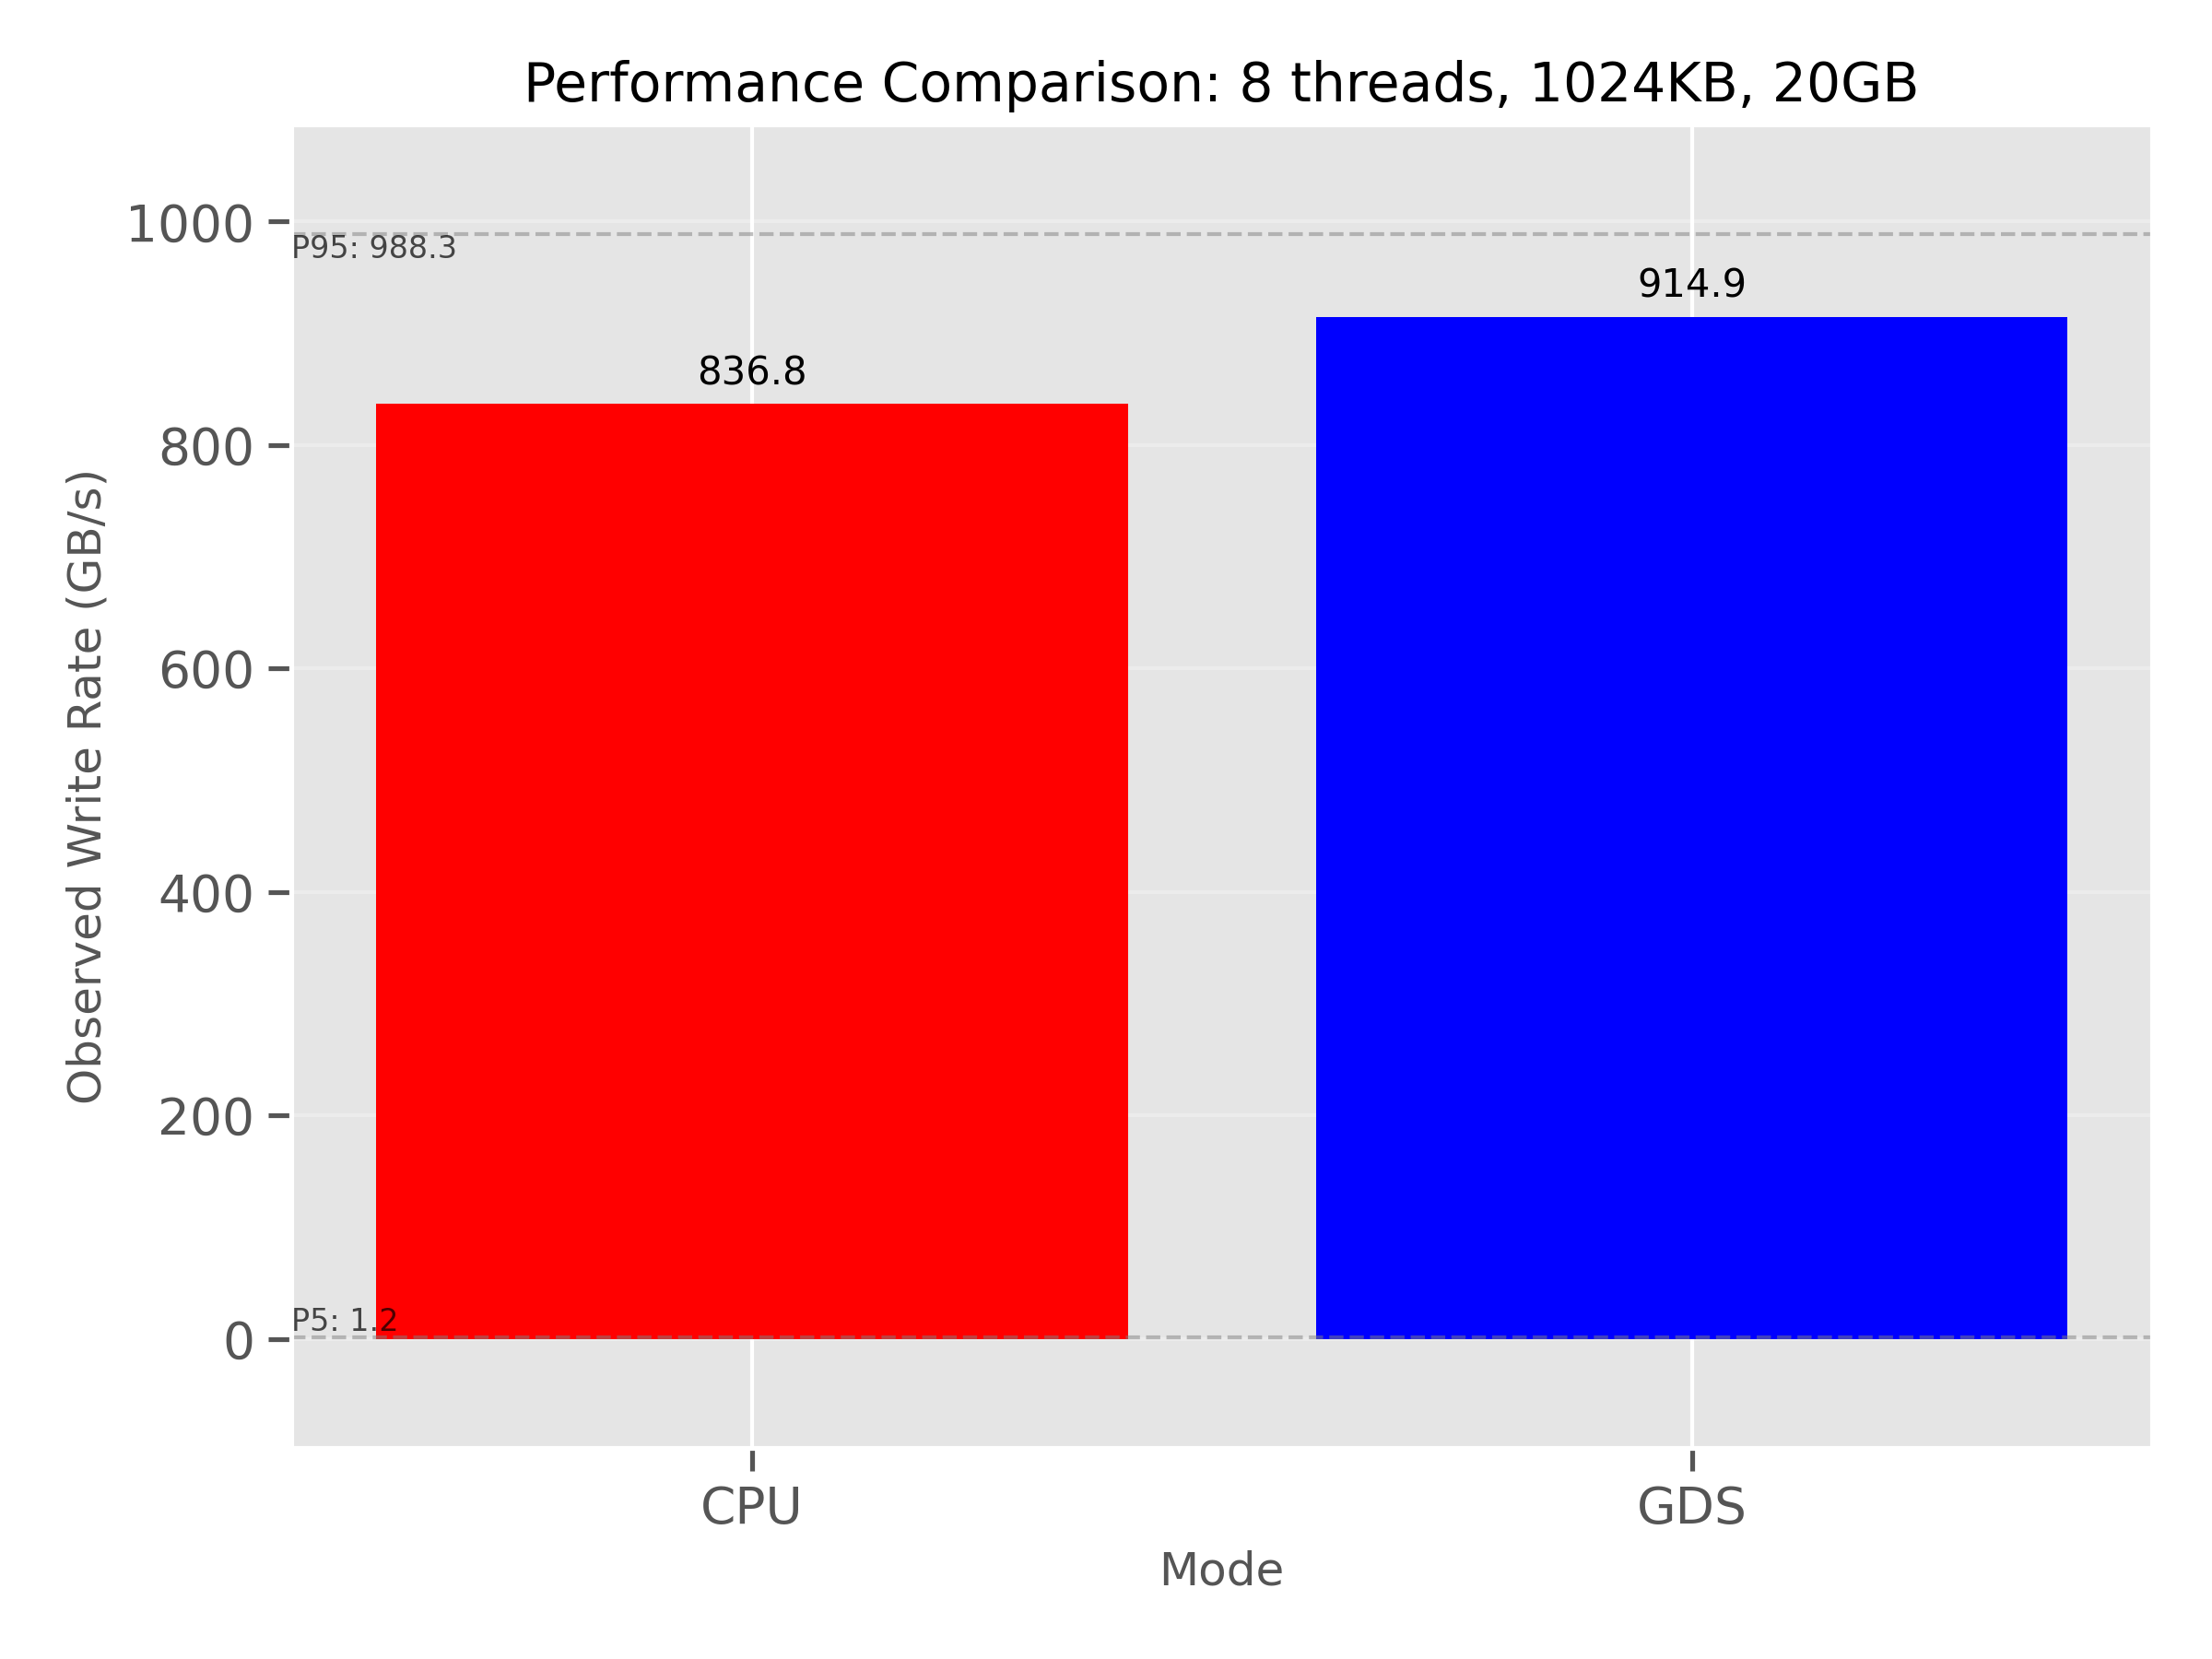 Performance Comparison: 8 threads, 1024KB, 20GB
Observed Write Rate (GB/s)
1000
800
600
400
200
0
P95: 988.3
914.9
836.8
P5: 1.2
CPU
GDS
Mode